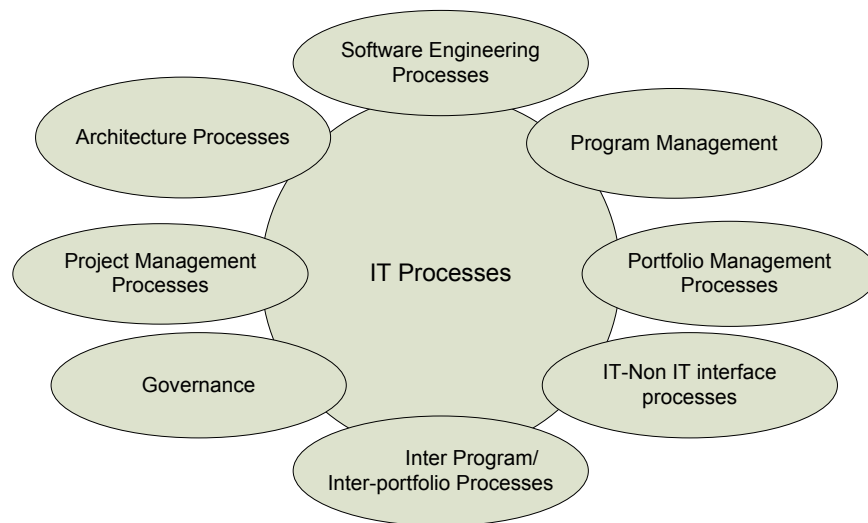 Software Engineering
Processes
Architecture Processes
Program Management
Project Management
Processes
IT Processes
Portfolio Management
Processes
Governance
IT-Non IT interface
processes
Inter Program/
Inter-portfolio Processes